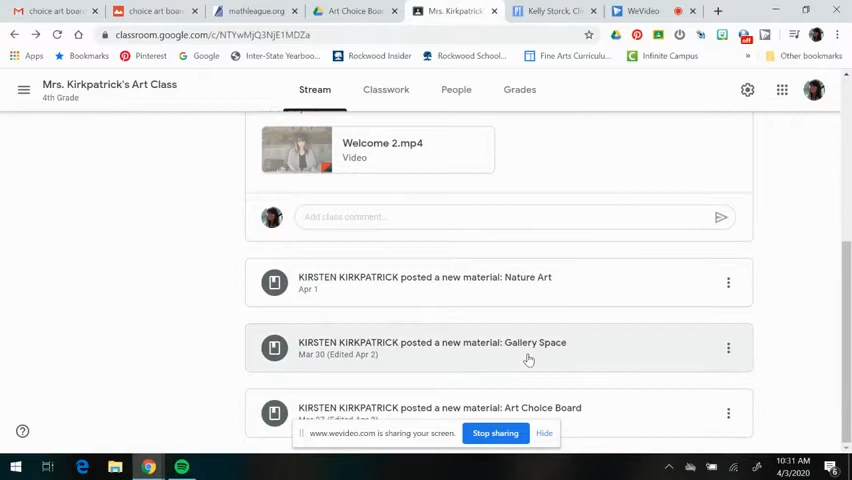 choice art boar
choice art boar
mathleague.org
Art Choice Boa
Mrs. Kirkpatrick
Kelly Storck, Cli
WeVideo
classroom.google.com/c/NTYwMjQ3NjE1MDZa
Apps
Bookmarks
Pinterest
Google
Inter-State Yearboo...
Rockwood Insider
Rockwood School...
Fine Arts Curriculu...
Infinite Campus
»
Other bookmarks
off
Mrs. Kirkpatrick's Art Class
4th Grade
Stream
Classwork
People
Grades
Welcome 2.mp4
Video
Add class comment...
KIRSTEN KIRKPATRICK posted a new material: Nature Art
Apr 1
KIRSTEN KIRKPATRICK posted a new material: Gallery Space
Mar 30 (Edited Apr 2)
KIRSTEN KIRKPATRICK posted a new material: Art Choice Board
www.wevideo.com is sharing your screen.
Stop sharing
Hide
10:31 AM
4/3/2020
6